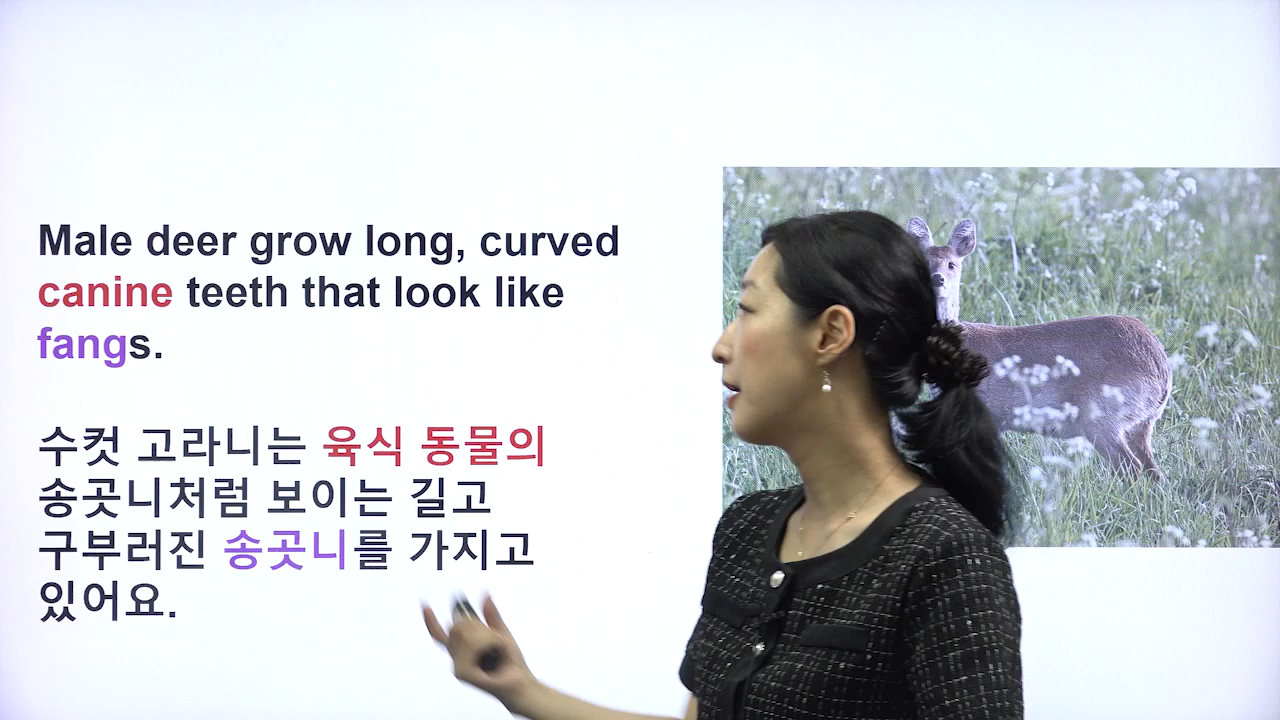 Male deer grow long, curved
canine teeth that look like
fangs.
수컷 고라니는 육식 동물의
송곳니처럼 보이는 길고
구부러진 송곳니를 가지고
있어요.